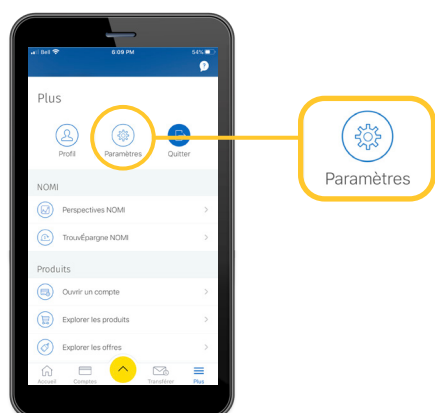 Bell 6:09 PM 54%
?
Plus
Profil Paramètres Quitter
Paramètres
NOMI
Perspectives NOMI
TrouvÉpargne NOMI
Produits
Ouvrir un compte
Explorer les produits
Explorer les offres
Accueil Comptes Transférer Plus